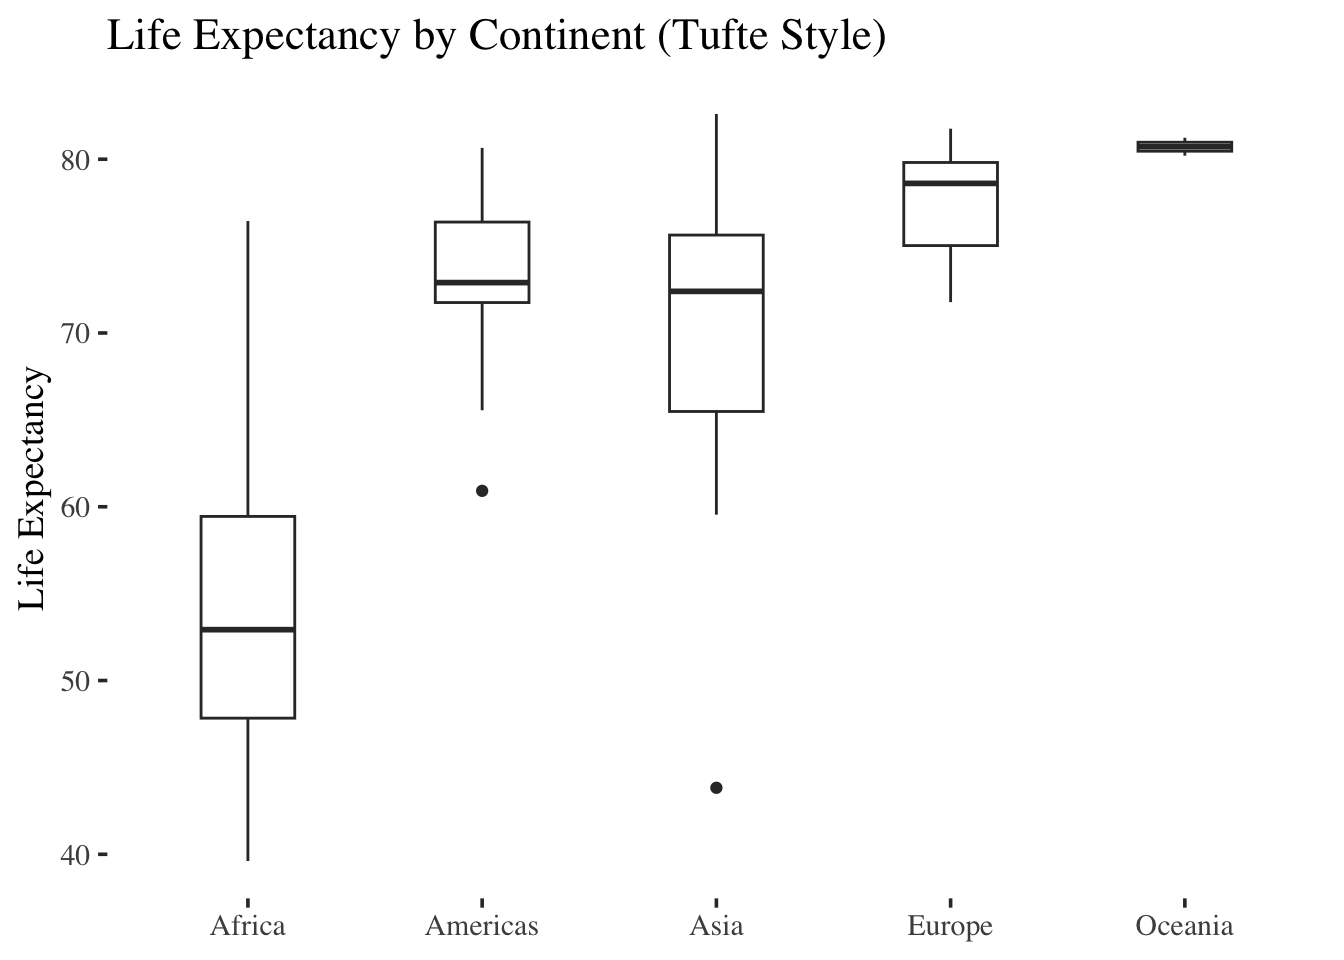 Life Expectancy by Continent (Tufte Style)
Life Expectancy
80
70
60
50
40
Africa
Americas
Asia
Europe
Oceania